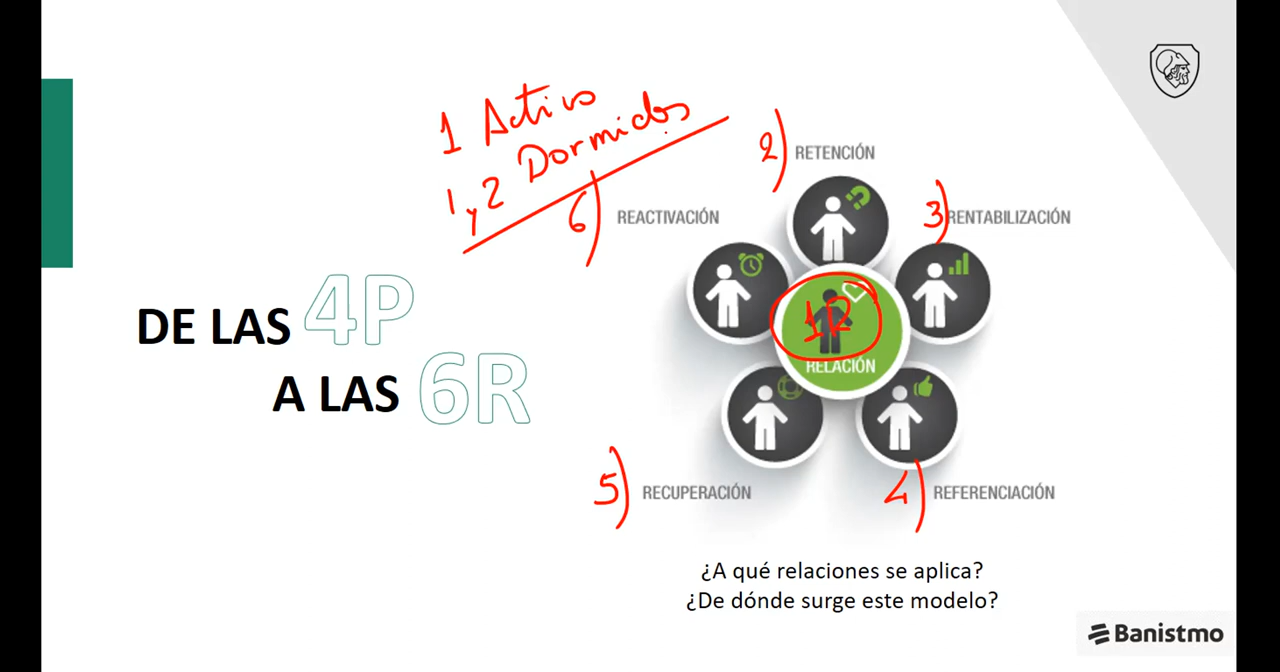 1 Activo
1 y 2 Dormidos
2) RETENCIÓN
6) REACTIVACIÓN
3) RENTABILIZACIÓN
DE LAS 4P
A LAS 6R
1R
RELACIÓN
5) RECUPERACIÓN
4) REFERENCIACIÓN
¿A qué relaciones se aplica?
¿De dónde surge este modelo?
Banistmo